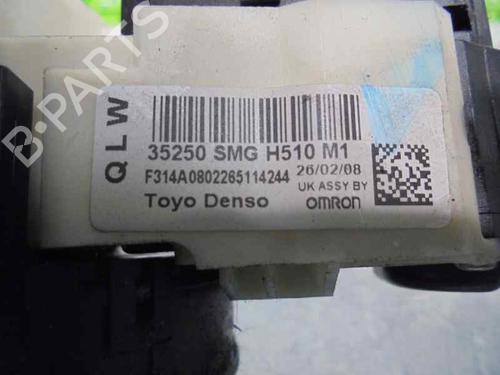 B-PARTS
QLW
35250 SMG H510 M1
F314A0802265114244 26/02/08
UK ASSY BY
Toyo Denso OMRON